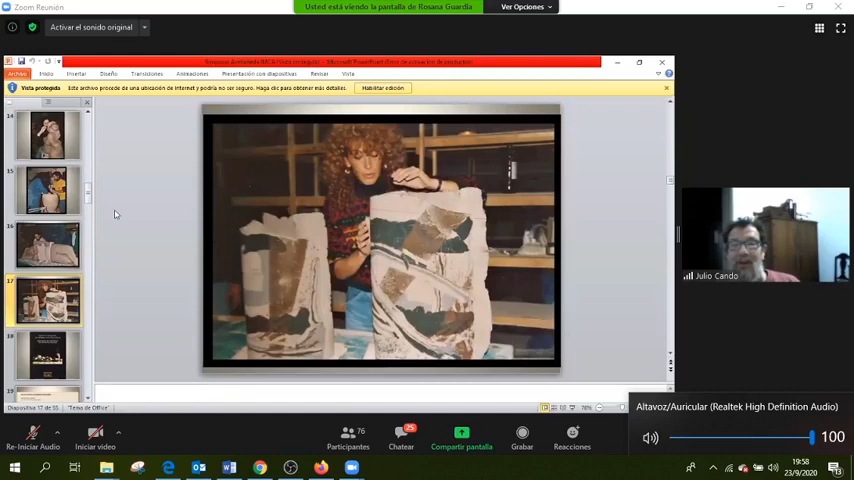 Zoom Reunión
Usted está viendo la pantalla de Rosana Guardia
Ver Opciones
Activar el sonido original
Archivo Inicio Insertar Diseño Transiciones Animaciones Presentación con diapositivas Revisar Vista
Vista protegida Este archivo procede de una ubicación de Internet y podría no ser seguro. Haga clic para obtener más detalles. Habilitar edición
14
15
16
17
18
19
Julio Cando
Diapositiva 17 de 55 "Tema de Office" 76%
Altavoz/Auricular (Realtek High Definition Audio)
100
76
25
Re-Iniciar Audio Iniciar video Participantes Chatear Compartir pantalla Grabar Reacciones
19:58
23/9/2020
13